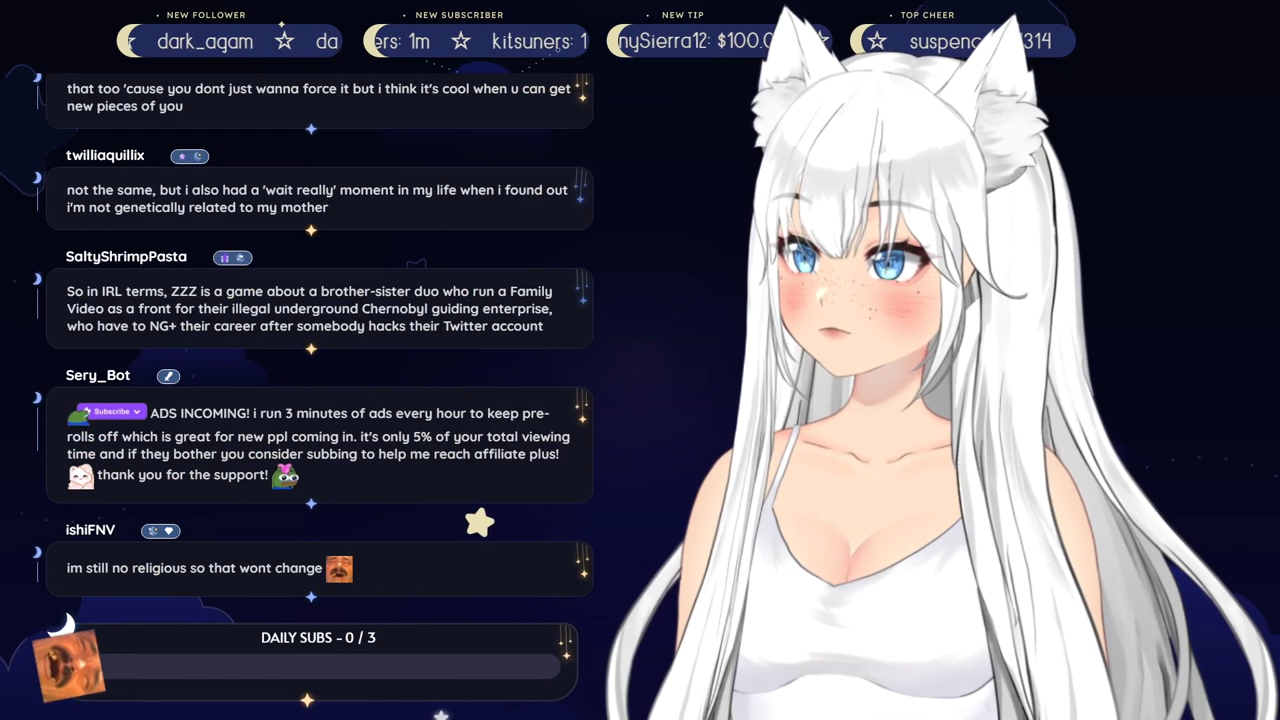 NEW FOLLOWER
NEW SUBSCRIBER
NEW TIP
TOP CHEER
dark_agam ☆ da
ers: 1m ☆ kitsuners: 1
nySierra12: $100.0
☆ suspen 314
that too 'cause you dont just wanna force it but i think it's cool when u can get
new pieces of you
twilliaquillix
not the same, but i also had a 'wait really' moment in my life when i found out
i'm not genetically related to my mother
SaltyShrimpPasta
So in IRL terms, ZZZ is a game about a brother-sister duo who run a Family
Video as a front for their illegal underground Chernobyl guiding enterprise,
who have to NG+ their career after somebody hacks their Twitter account
Sery_Bot
Subscribe ADS INCOMING! i run 3 minutes of ads every hour to keep pre-
rolls off which is great for new ppl coming in. it's only 5% of your total viewing
time and if they bother you consider subbing to help me reach affiliate plus!
thank you for the support!
ishiFNV
im still no religious so that wont change
DAILY SUBS - 0 / 3